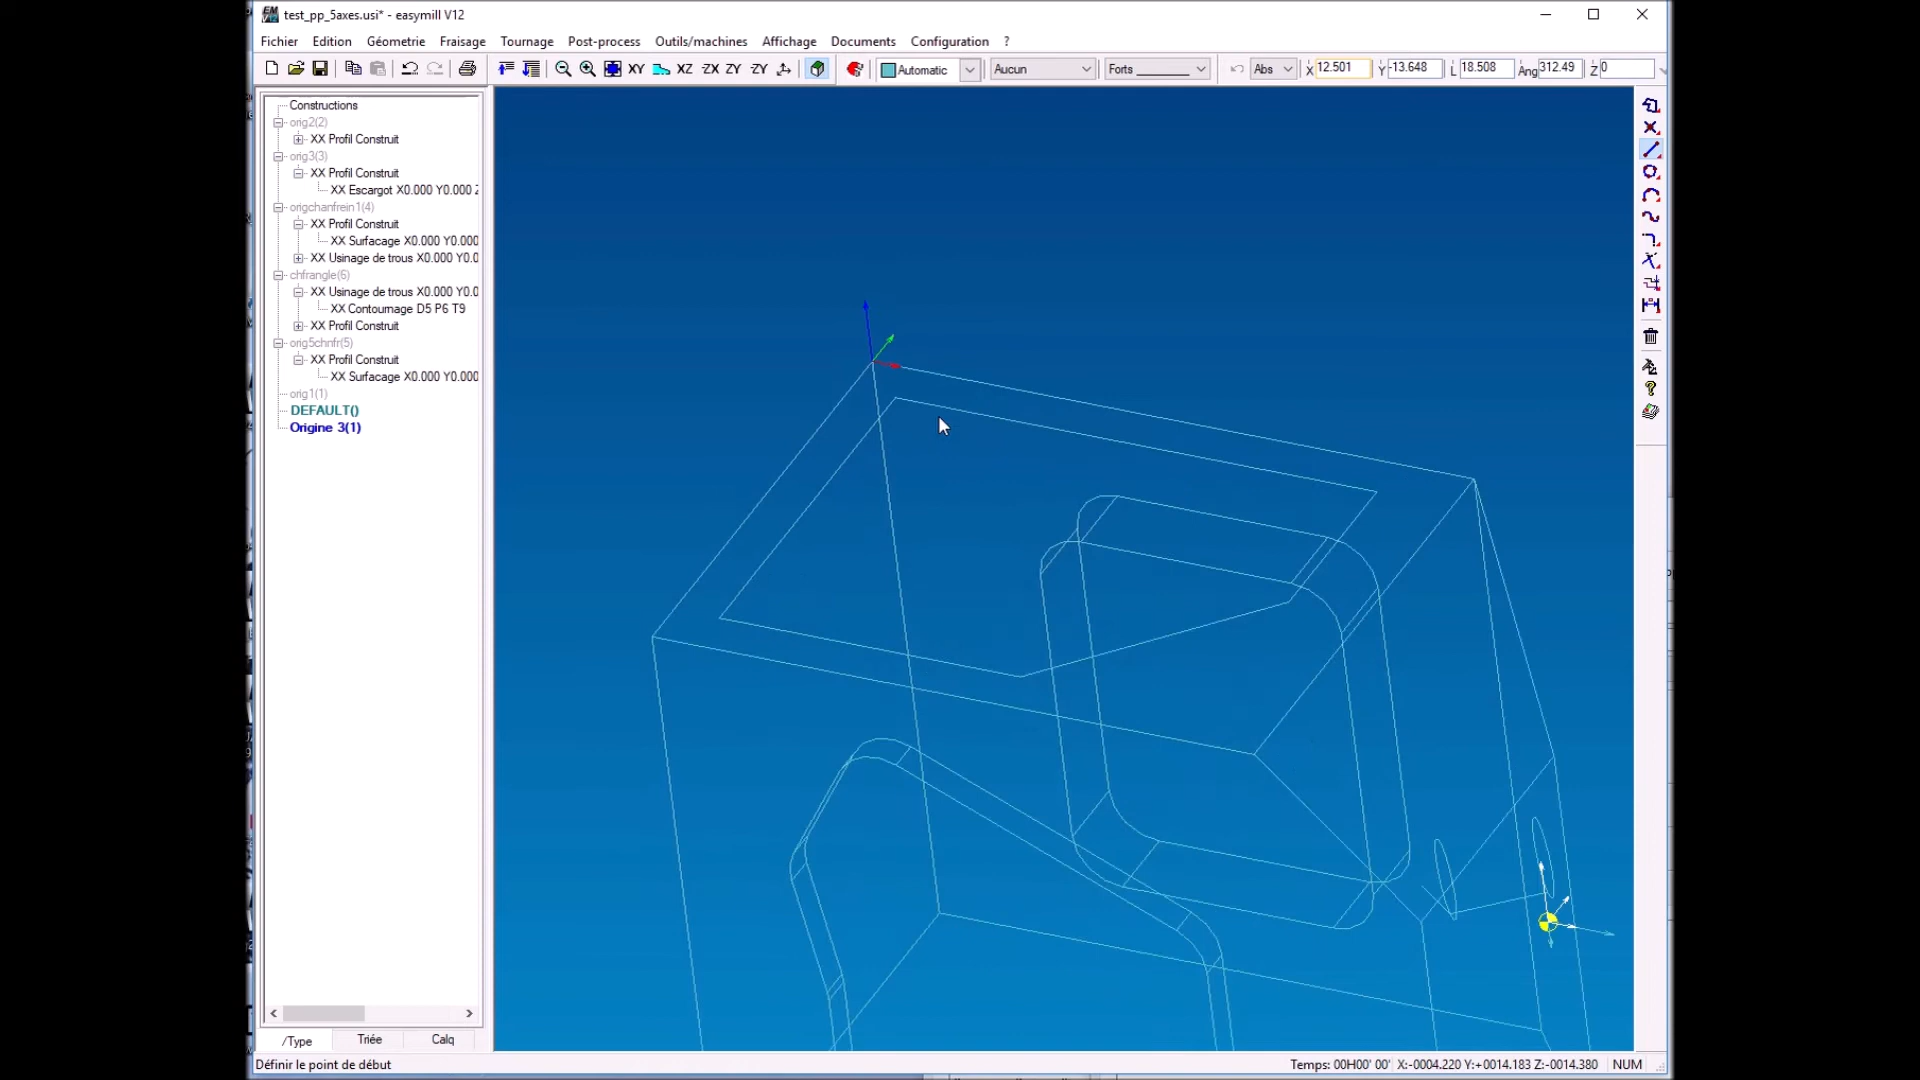 test_pp_5axes.usi* - easymill V12
Fichier Edition Géometrie Fraisage Tournage Post-process Outils/machines Affichage Documents Configuration ?
XY XZ -ZX ZY -ZY Automatic Aucun Forts Abs X 12.501 Y -13.648 L 18.508 Ang 312.49 Z 0
Constructions
orig2(2)
XX Profil Construit
orig3(3)
XX Profil Construit
XX Escargot X0.000 Y0.000 Z
origchanfrein1(4)
XX Profil Construit
XX Surfacage X0.000 Y0.000
XX Usinage de trous X0.000 Y0.0
chfrangle(6)
XX Usinage de trous X0.000 Y0.0
XX Contournage D5 P6 T9
XX Profil Construit
orig5chnfr(5)
XX Profil Construit
XX Surfacage X0.000 Y0.000
orig1(1)
DEFAULT()
Origine 3(1)
/Type Triée Calq
Définir le point de début Temps: 00H00' 00' X:-0004.220 Y:+0014.183 Z:-0014.380 NUM